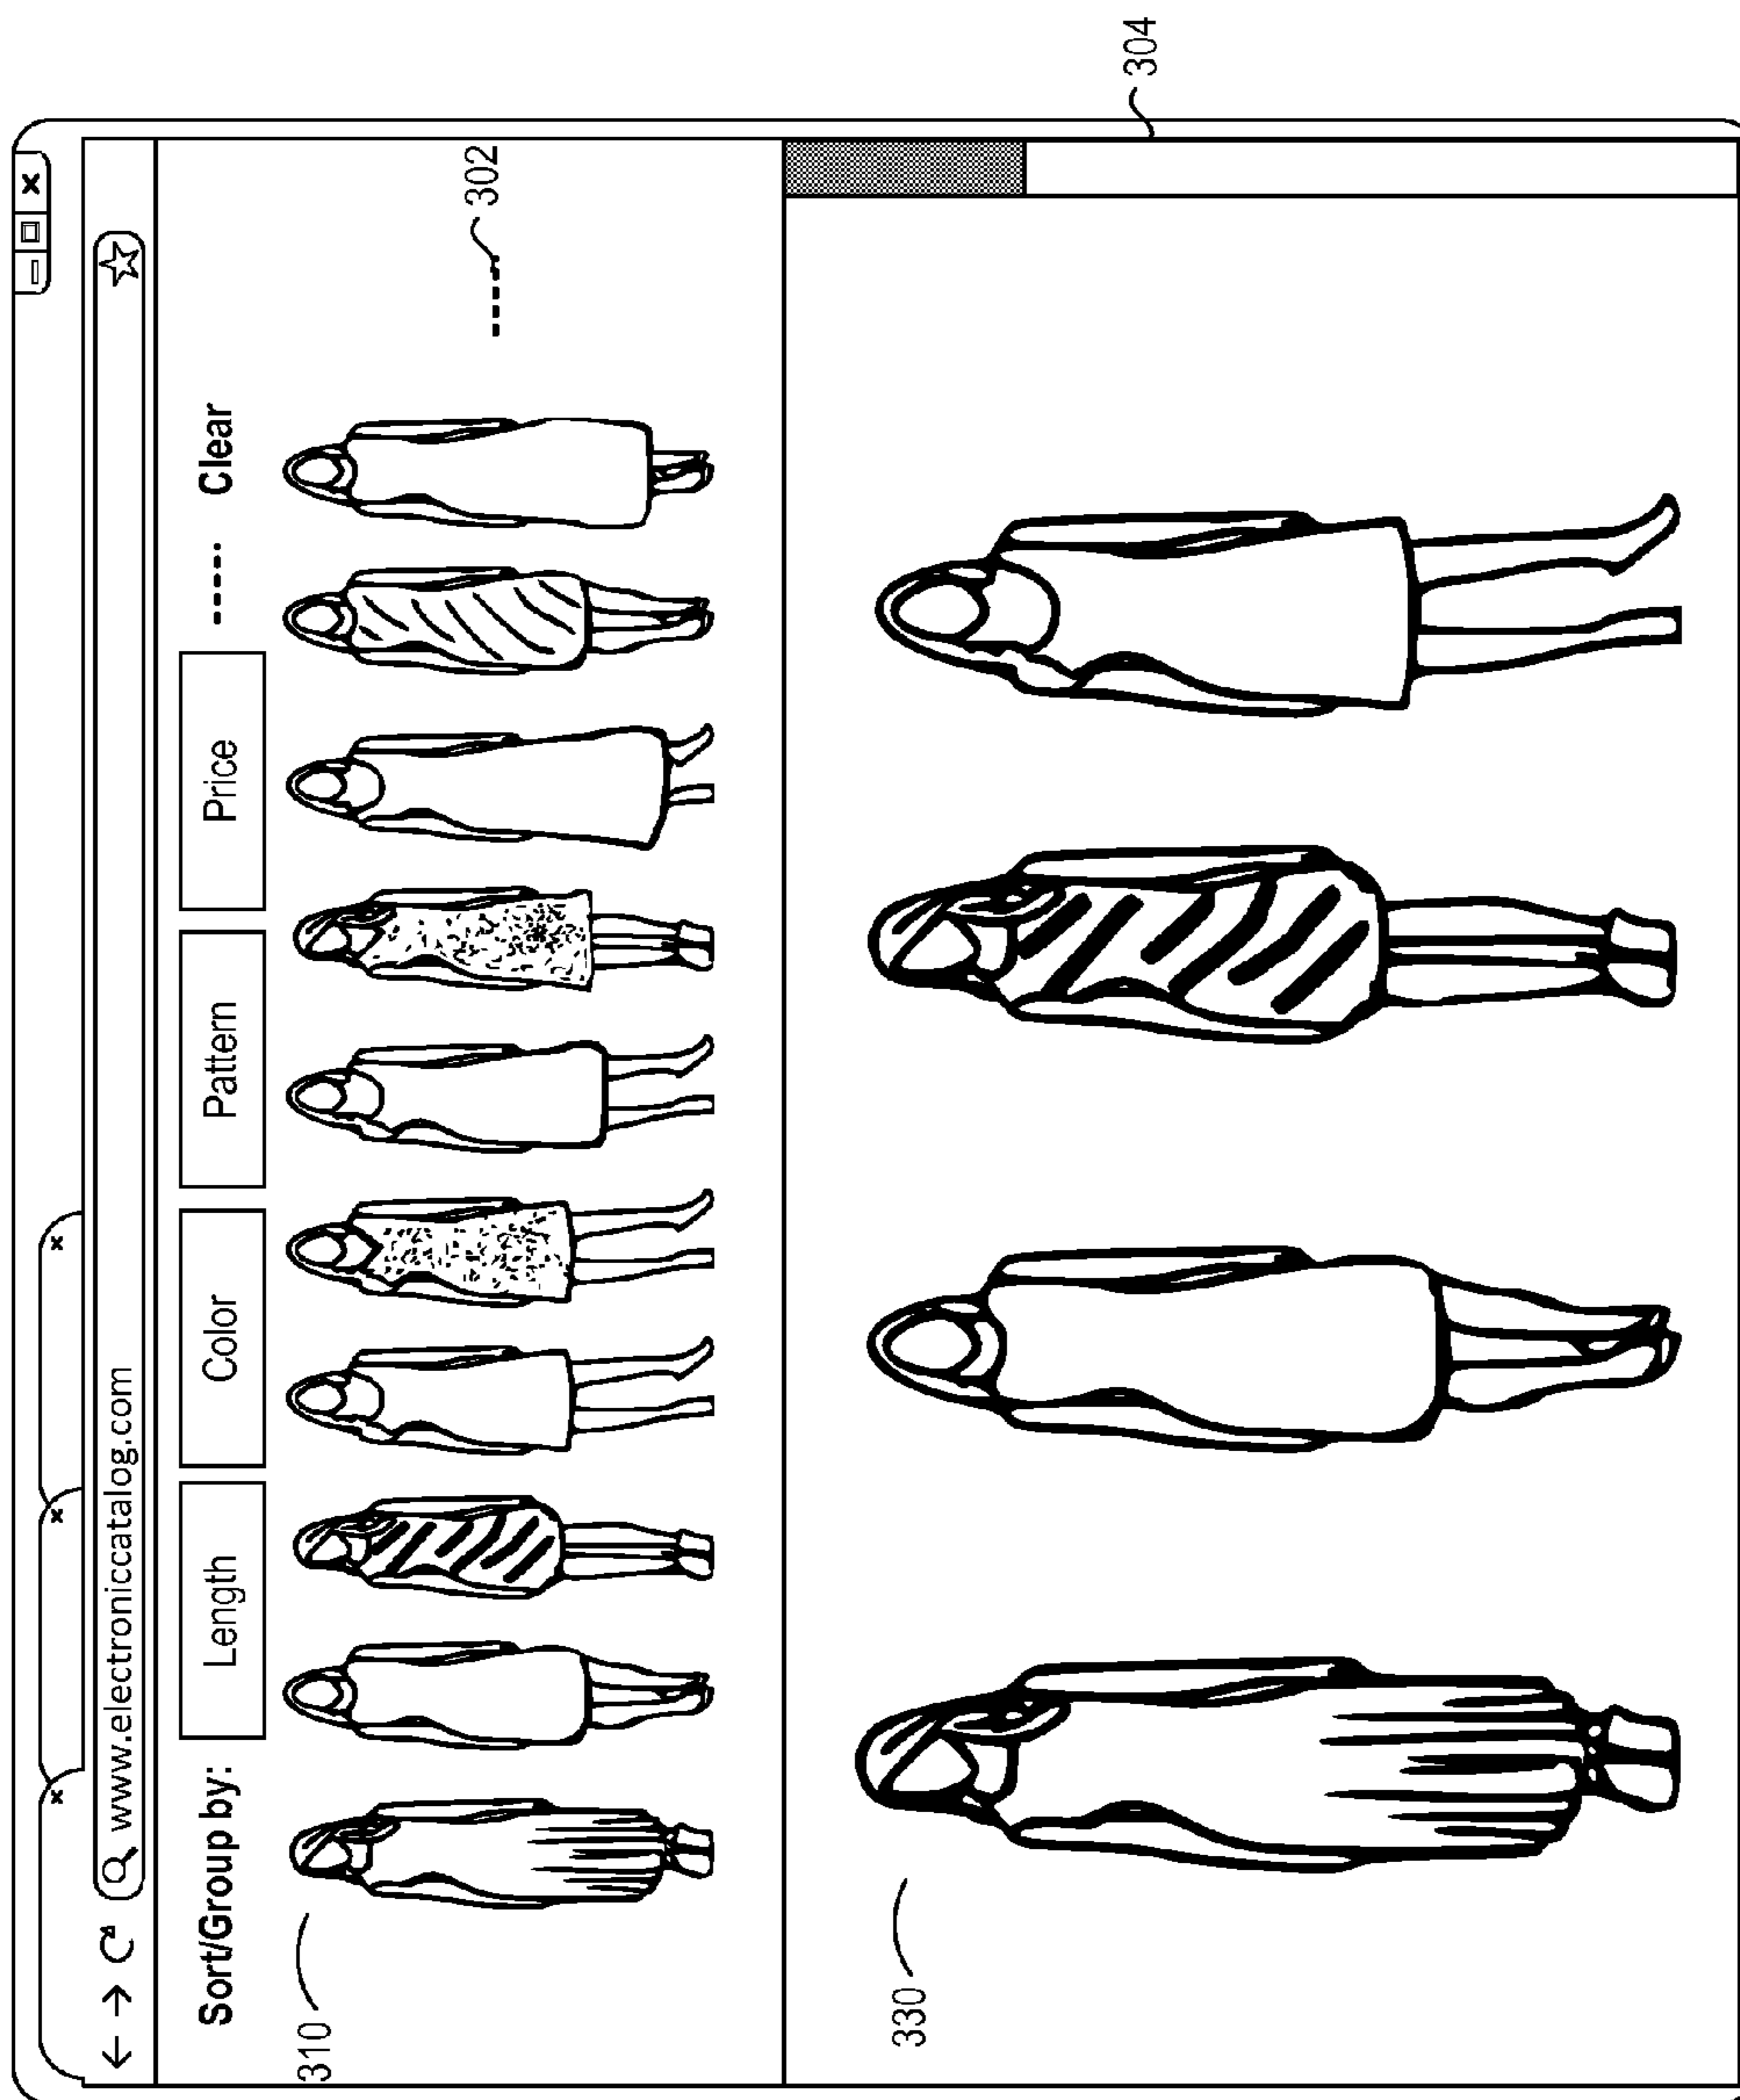 www.electroniccatalog.com
Sort/Group by: Length Color Pattern Price ----- Clear
310
----- 302
304
330